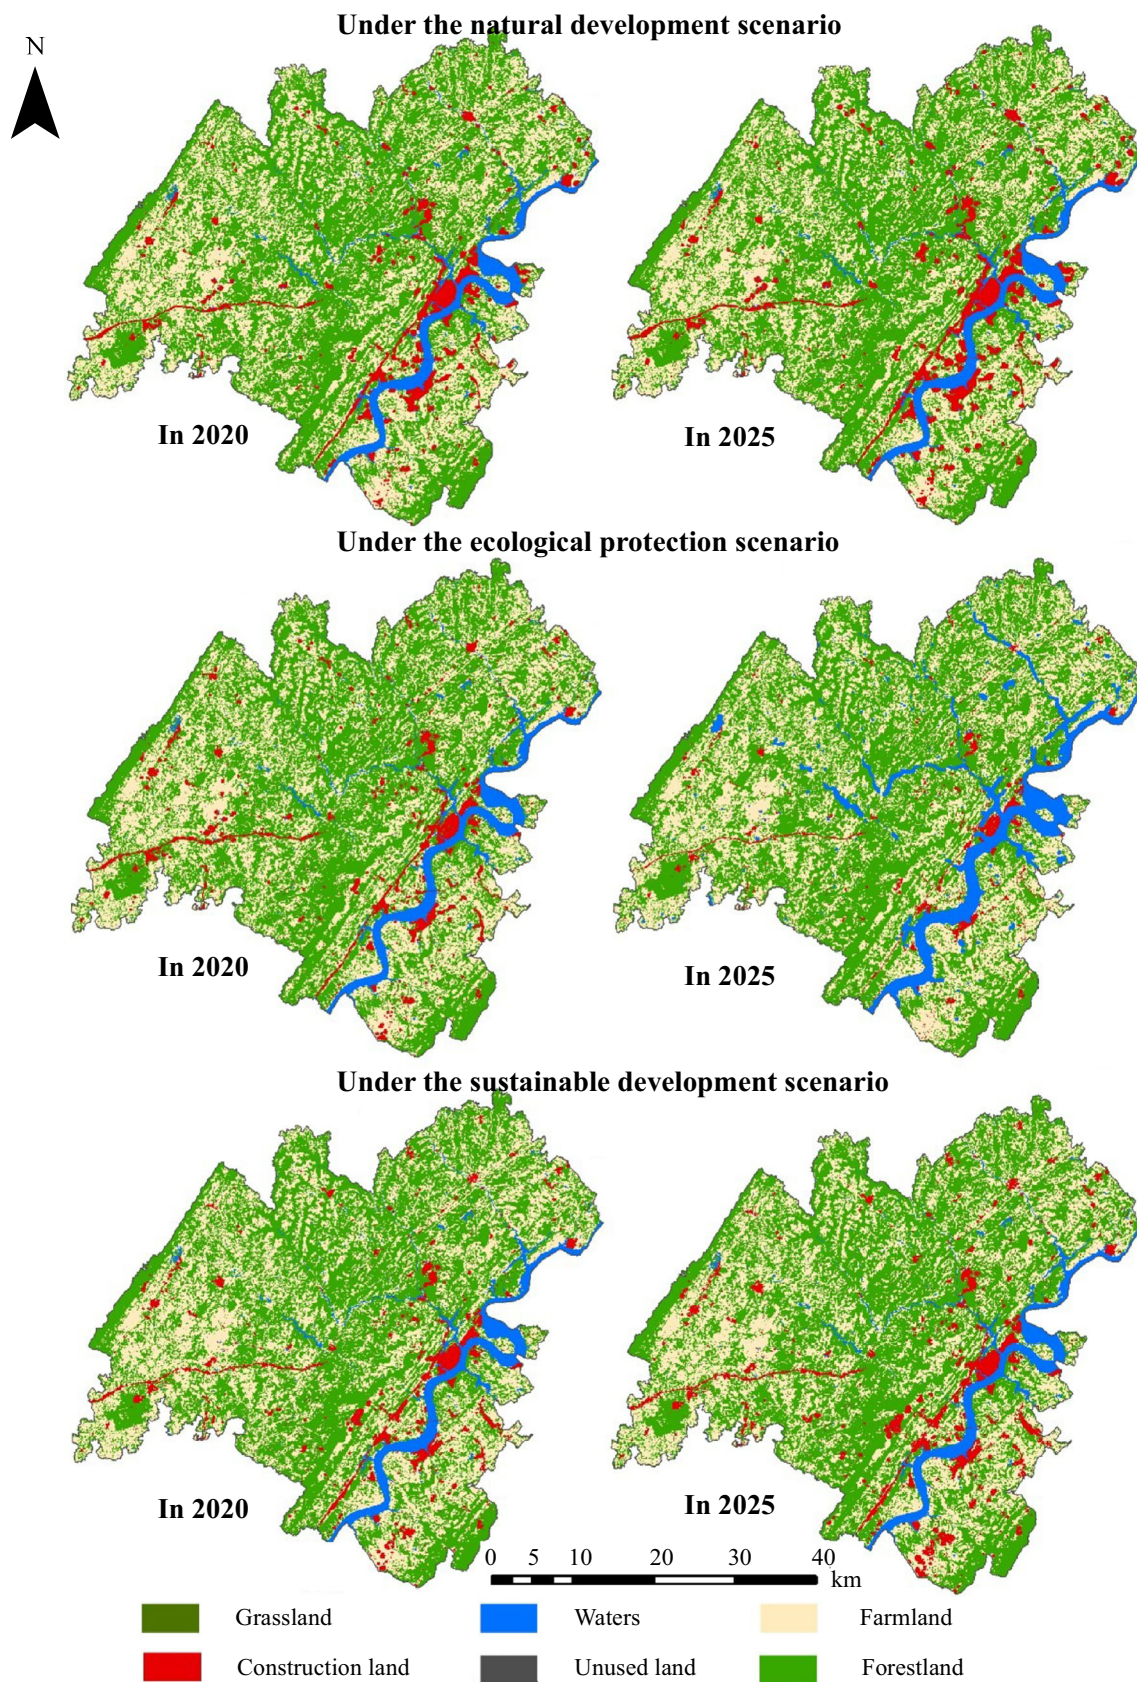 Under the natural development scenario
N
In 2020
In 2025
Under the ecological protection scenario
In 2020
In 2025
Under the sustainable development scenario
In 2020
In 2025
0 5 10 20 30 40
km
Grassland
Waters
Farmland
Construction land
Unused land
Forestland